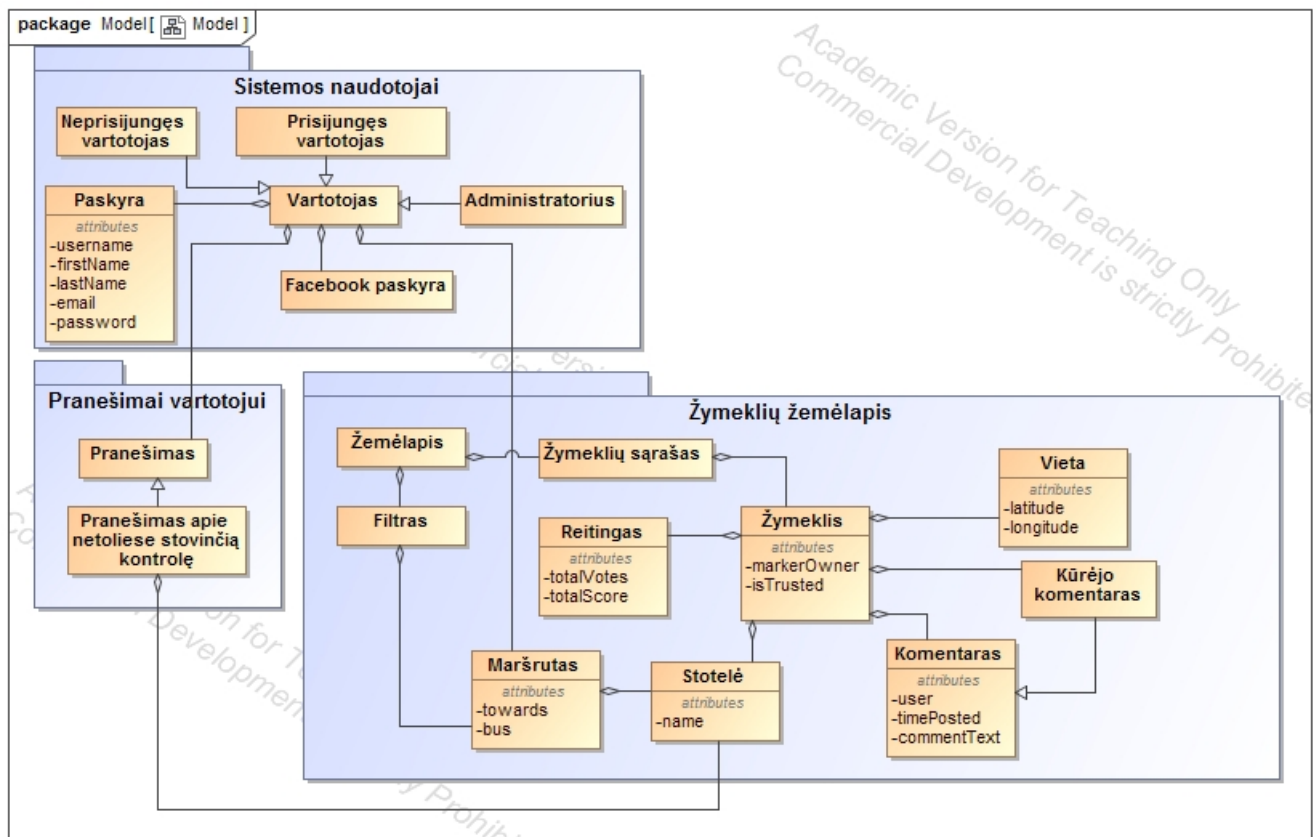 package Model [ Model ]
Academic Version for Teaching Only
Commercial Development is strictly Prohibite
Sistemos naudotojai
Neprisijungęs
vartotojas
Prisijungęs
vartotojas
Paskyra
attributes
-username
-firstName
-lastName
-email
-password
Vartotojas
Administratorius
Facebook paskyra
Pranešimai vartotojui
Pranešimas
Pranešimas apie
netoliese stovinčią
kontrolę
Žymeklių žemėlapis
Žemėlapis
Žymeklių sąrašas
Vieta
attributes
-latitude
-longitude
Filtras
Reitingas
attributes
-totalVotes
-totalScore
Žymeklis
attributes
-markerOwner
-isTrusted
Kūrėjo
komentaras
Maršrutas
attributes
-towards
-bus
Stotelė
attributes
-name
Komentaras
attributes
-user
-timePosted
-commentText